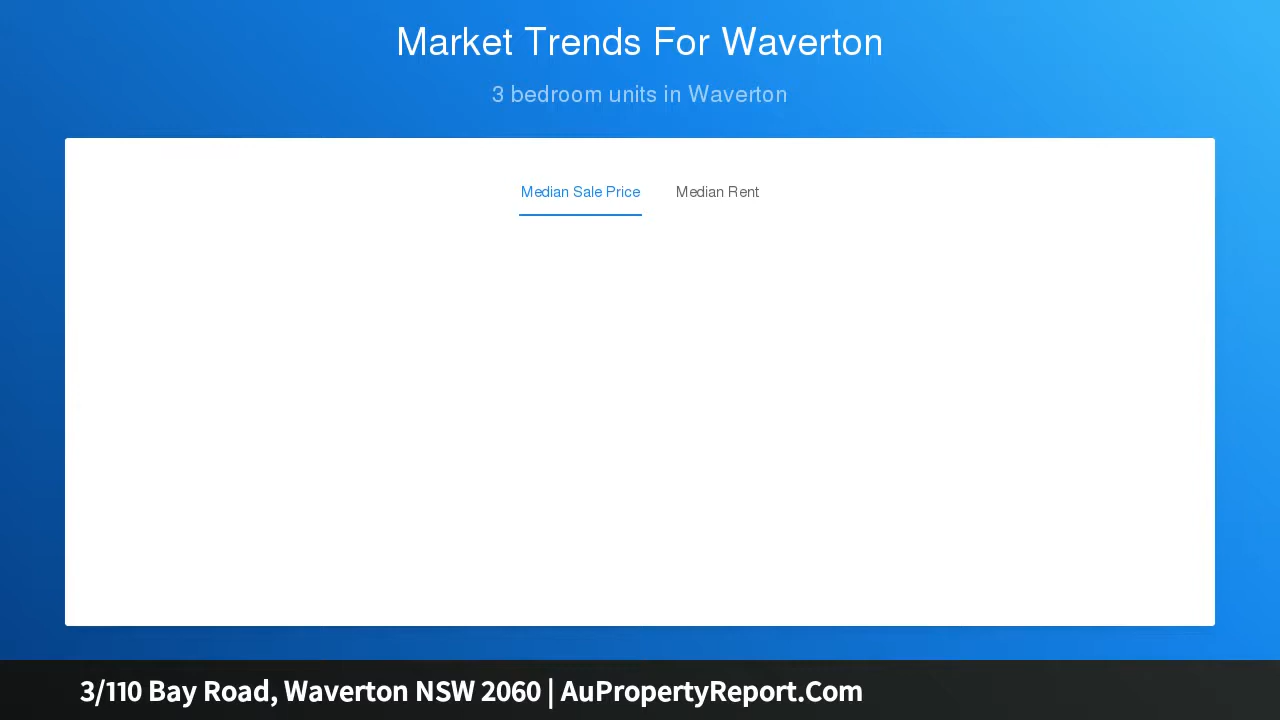 Market Trends For Waverton
3 bedroom units in Waverton
Median Sale Price Median Rent
3/110 Bay Road, Waverton NSW 2060 | AuPropertyReport.Com